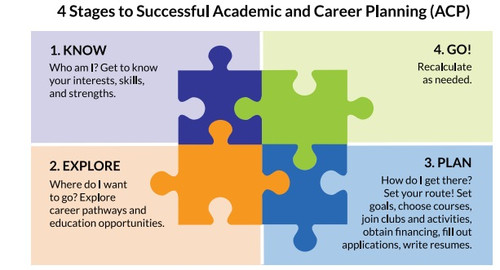 4 Stages to Successful Academic and Career Planning (ACP)
1. KNOW
Who am I? Get to know
your interests, skills,
and strengths.
4. GO!
Recalculate
as needed.
2. EXPLORE
Where do I want
to go? Explore
career pathways and
education opportunities.
3. PLAN
How do I get there?
Set your route! Set
goals, choose courses,
join clubs and activities,
obtain financing, fill out
applications, write resumes.